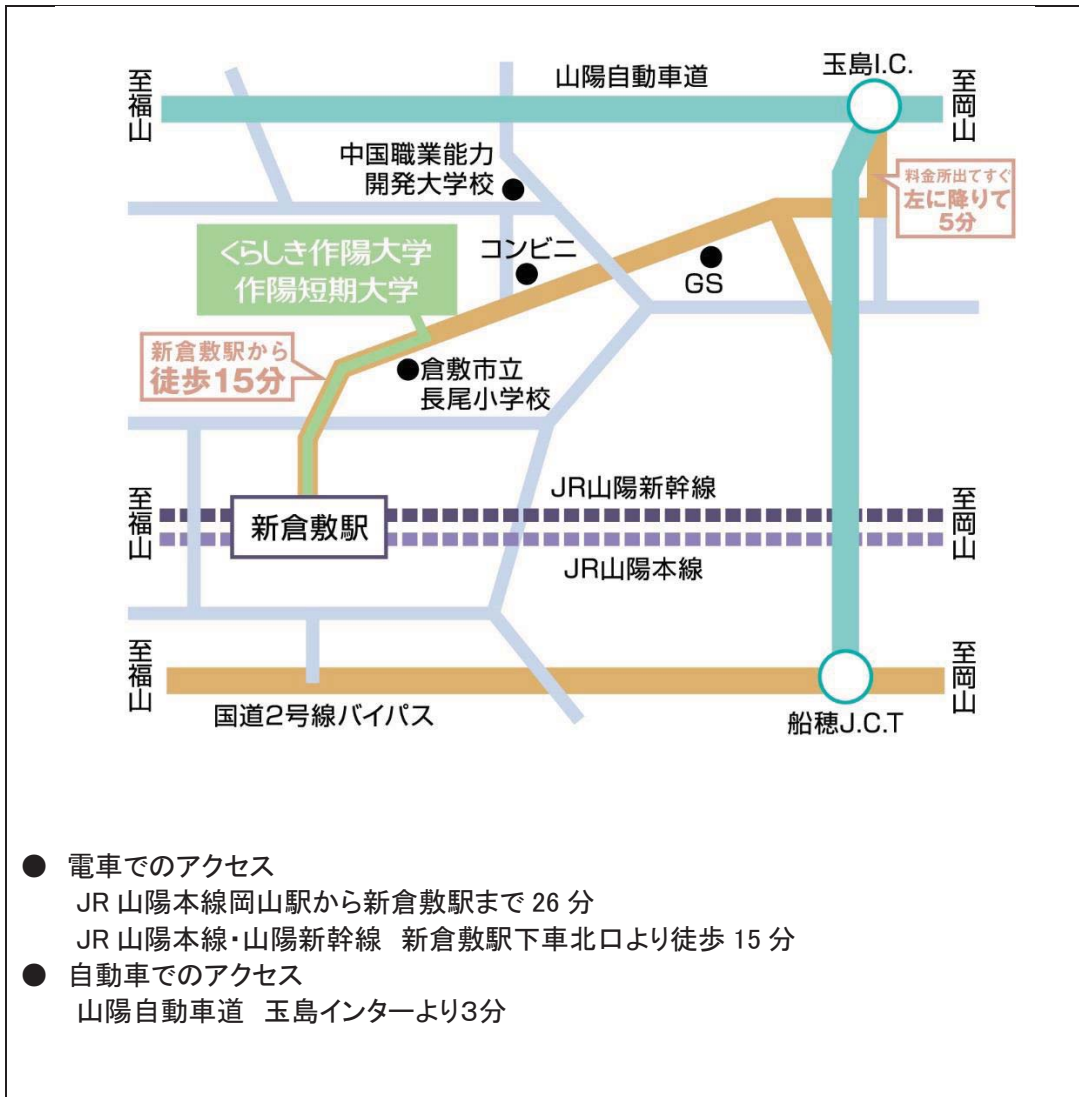 山陽自動車道
玉島I.C.
至福山
至岡山
中国職業能力
開発大学校
料金所出てすぐ
左に降りて
5分
くらしき作陽大学
作陽短期大学
コンビニ
GS
新倉敷駅から
徒歩15分
倉敷市立
長尾小学校
JR山陽新幹線
至福山
新倉敷駅
至岡山
JR山陽本線
至福山
至岡山
国道2号線バイパス
船穂J.C.T
● 電車でのアクセス
JR 山陽本線岡山駅から新倉敷駅まで 26 分
JR 山陽本線・山陽新幹線 新倉敷駅下車北口より徒歩 15 分
● 自動車でのアクセス
山陽自動車道 玉島インターより3分